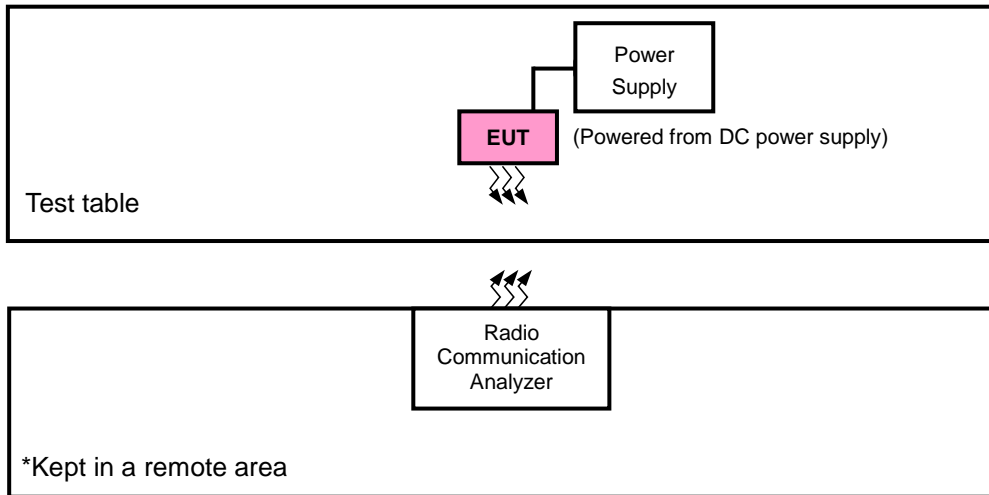 Power
Supply
EUT
(Powered from DC power supply)
Test table
Radio
Communication
Analyzer
*Kept in a remote area